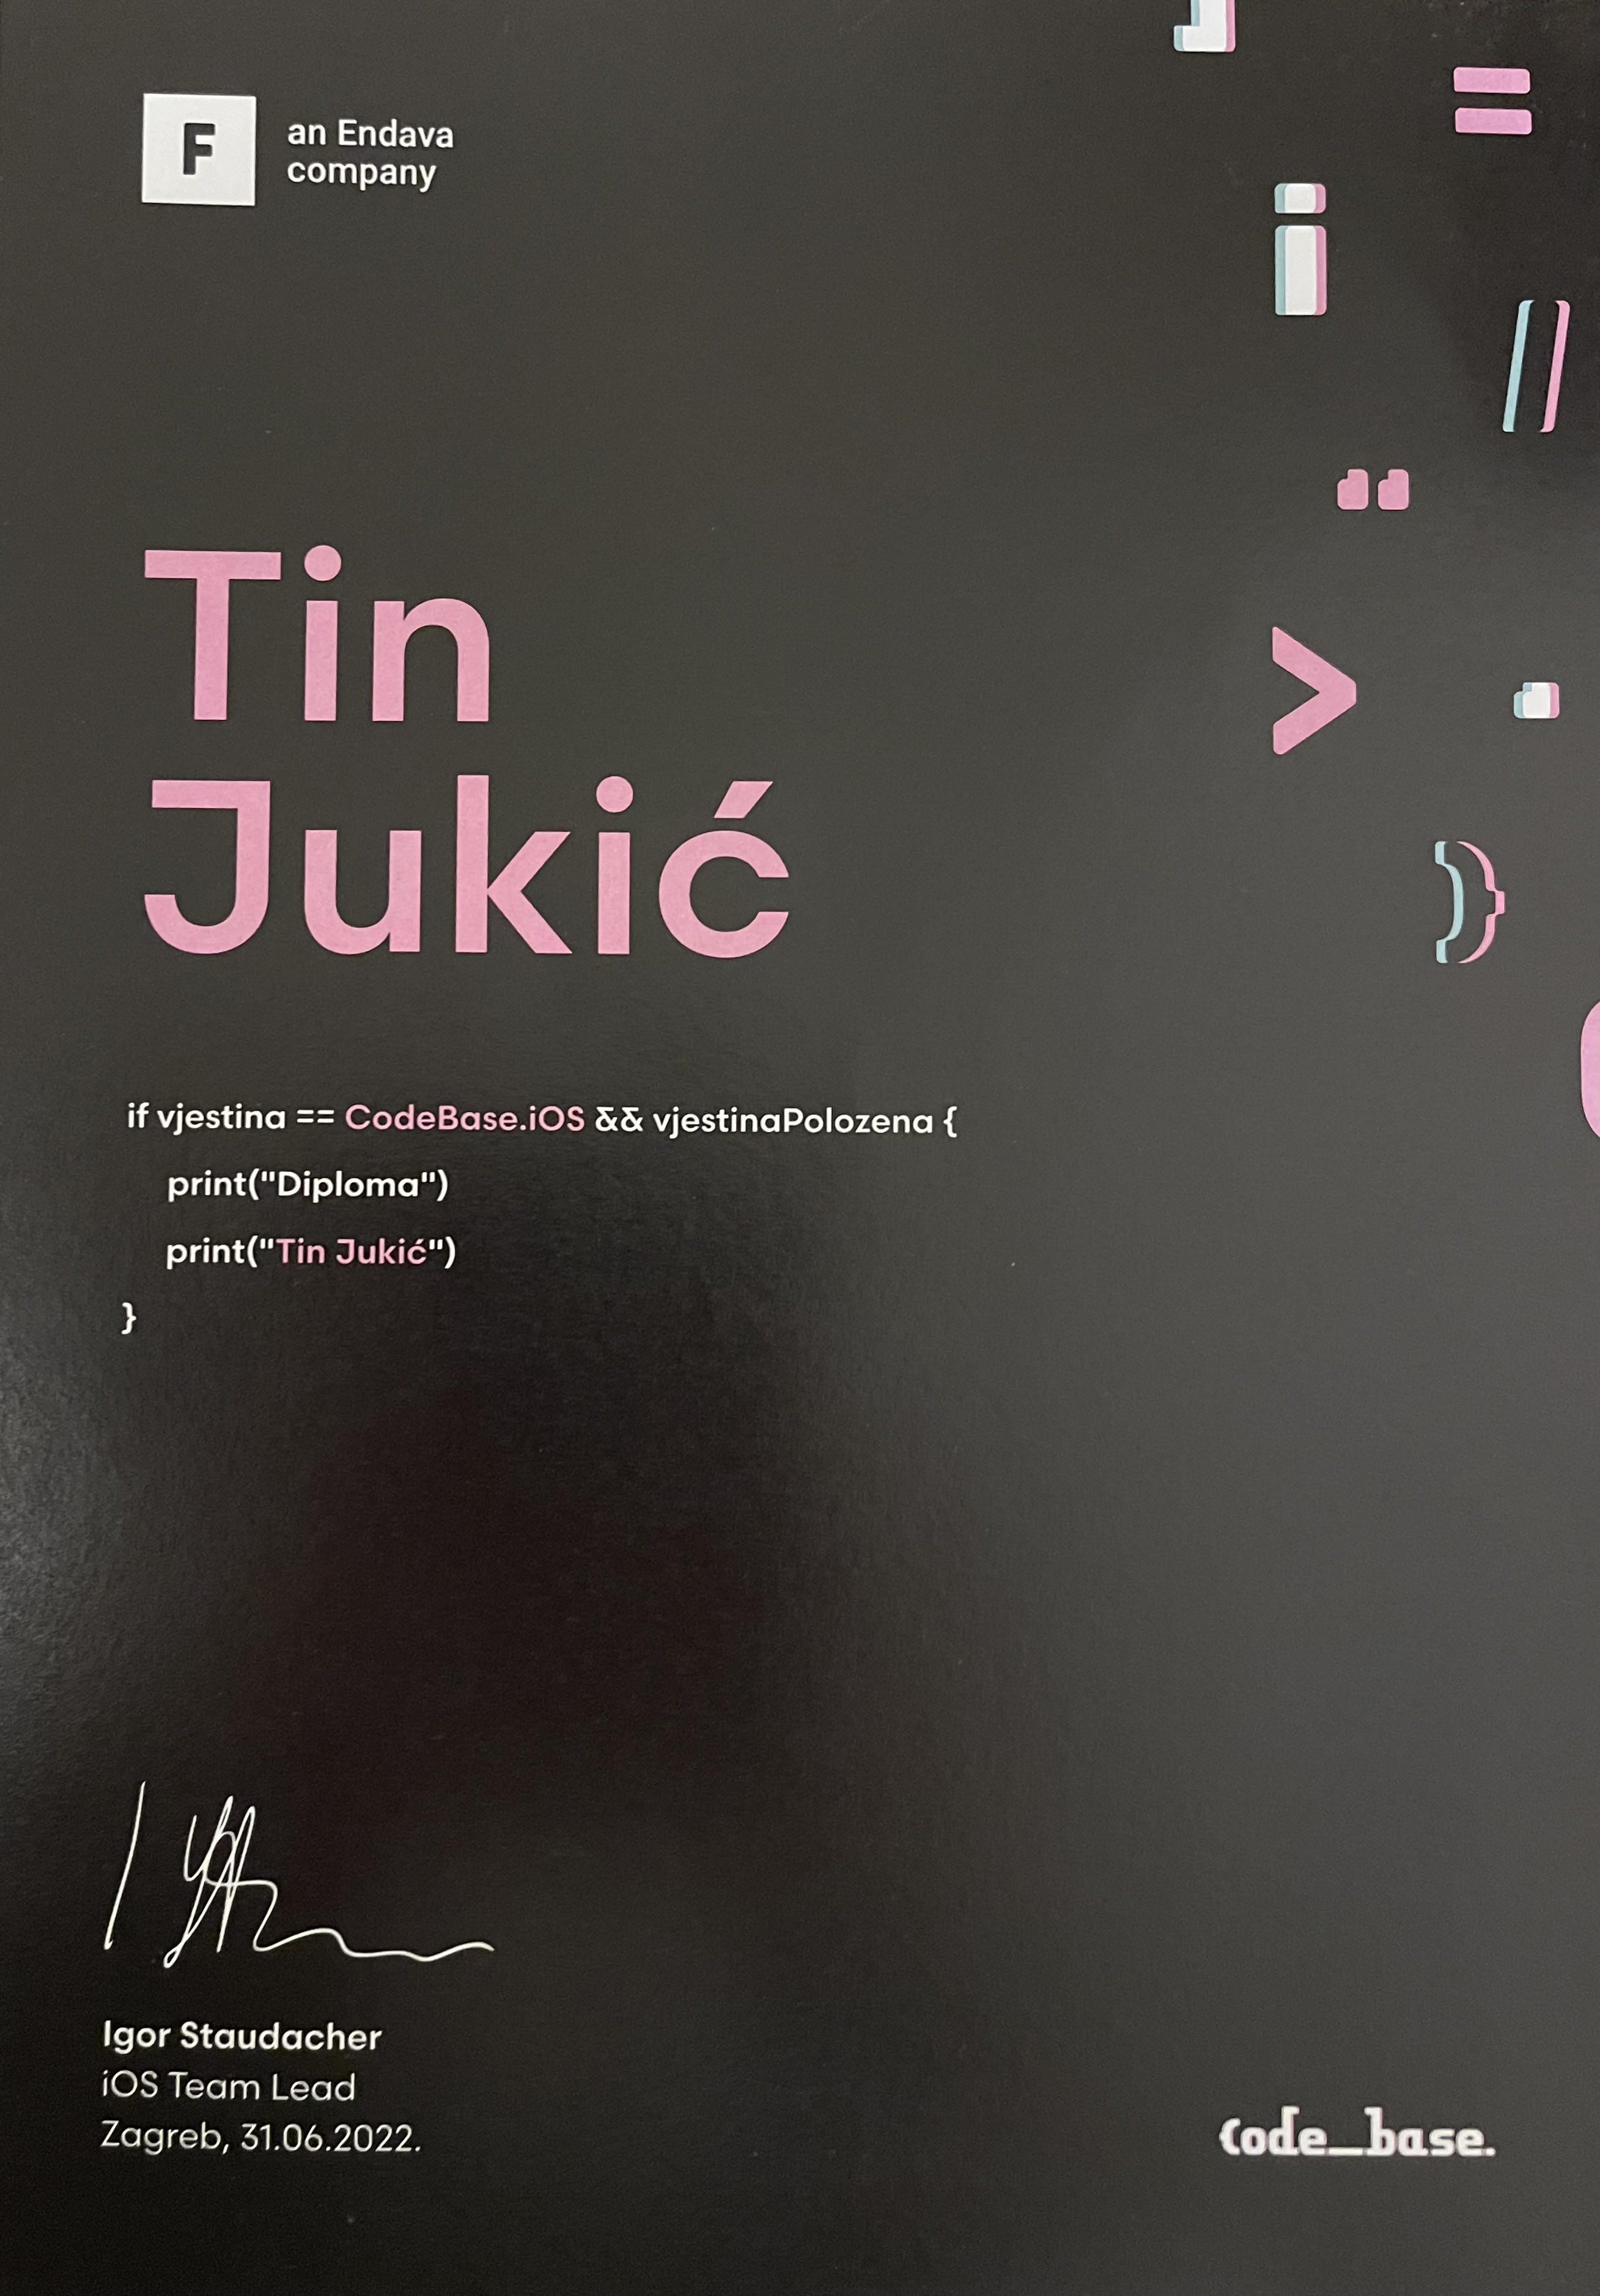 F
an Endava
company
Tin
Jukić
if vjestina == CodeBase.iOS && vjestinaPolozena {
print("Diploma")
print("Tin Jukić")
}
Igor Staudacher
iOS Team Lead
Zagreb, 31.06.2022.
{ode_base.